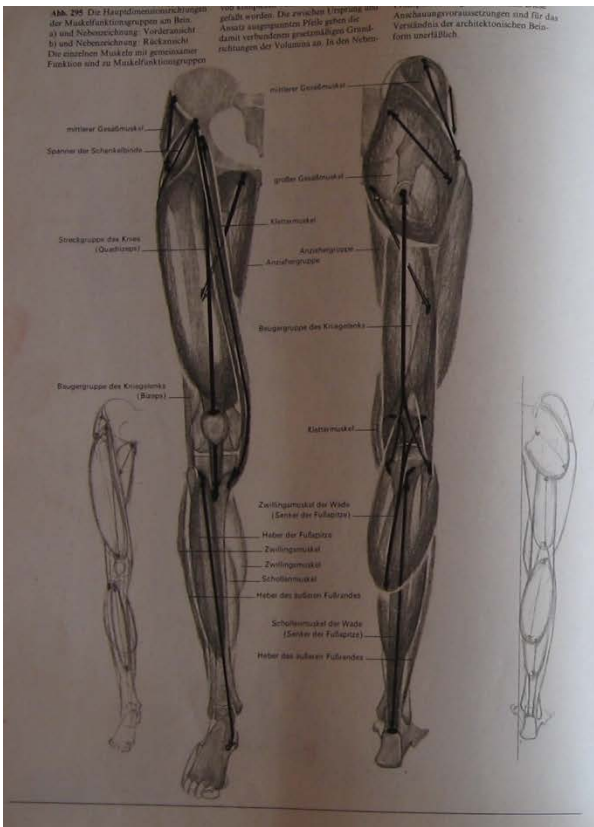 Abb. 295 Die Hauptdimensionsrichtungen
der Muskelfunktionsgruppen am Bein.
a) und Nebenzeichnung: Vorderansicht
b) und Nebenzeichnung: Rückansicht
Die einzelnen Muskeln mit gemeinsamer
Funktion sind zu Muskelfunktionsgruppen
gefaßt worden. Die zwischen Ursprung und
Ansatz ausgespannten Pfeile geben die
damit verbundenen gesetzmäßigen Grund-
richtungen der Volumina an. In den Neben-
Anschauungsvoraussetzungen sind für das
Verständnis der architektonischen Bein-
form unerläßlich.
mittlerer Gesäßmuskel
Spanner der Schenkelbinde
Streckgruppe des Knies
(Quadrizeps)
Klettermuskel
Anziehergruppe
Beugergruppe des Kniegelenks
(Bizeps)
Heber der Fußspitze
Zwillingsmuskel
Zwillingsmuskel
Schollenmuskel
Heber des äußeren Fußrandes
mittlerer Gesäßmuskel
großer Gesäßmuskel
Anziehergruppe
Beugergruppe des Kniegelenks
Klettermuskel
Zwillingsmuskel der Wade
(Senker der Fußspitze)
Schollenmuskel der Wade
(Senker der Fußspitze)
Heber des äußeren Fußrandes